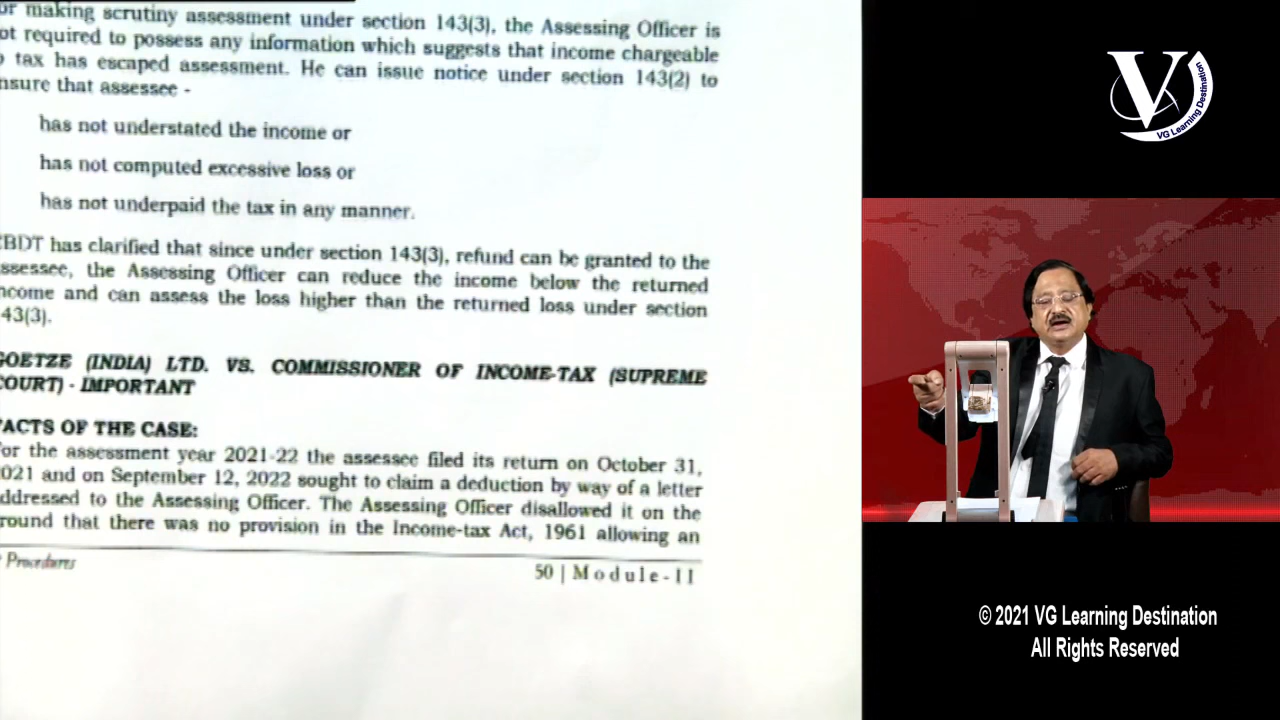 or making scrutiny assessment under section 143(3), the Assessing Officer is
ot required to possess any information which suggests that income chargeable
o tax has escaped assessment. He can issue notice under section 143(2) to
nsure that assessee -
has not understated the income or
has not computed excessive loss or
has not underpaid the tax in any manner.
CBDT has clarified that since under section 143(3), refund can be granted to the
assessee, the Assessing Officer can reduce the income below the returned
ncome and can assess the loss higher than the returned loss under section
143(3).
GOETZE (INDIA) LTD. VS. COMMISSIONER OF INCOME-TAX (SUPREME
COURT) - IMPORTANT
FACTS OF THE CASE:
For the assessment year 2021-22 the assessee filed its return on October 31,
2021 and on September 12, 2022 sought to claim a deduction by way of a letter
addressed to the Assessing Officer. The Assessing Officer disallowed it on the
ground that there was no provision in the Income-tax Act, 1961 allowing an
Procedures
50 | Module-II
V
VG Learning Destination
© 2021 VG Learning Destination
All Rights Reserved